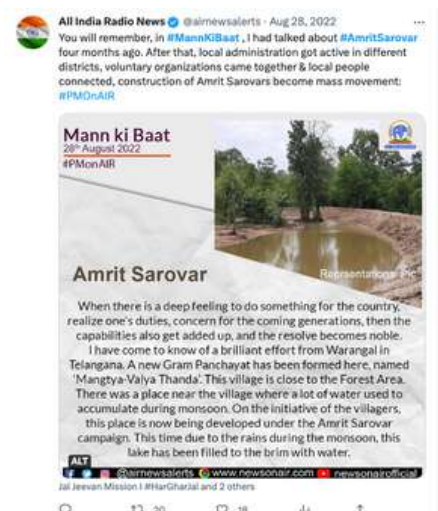 All India Radio News @airnewsalerts · Aug 28, 2022
You will remember, in #MannKiBaat , I had talked about #AmritSarovar
four months ago. After that, local administration got active in different
districts, voluntary organizations came together & local people
connected, construction of Amrit Sarovars become mass movement:
#PMOnAIR
Mann ki Baat
28th August 2022
#PMonAIR
Amrit Sarovar
Representational Pic
When there is a deep feeling to do something for the country,
realize one's duties, concern for the coming generations, then the
capabilities also get added up, and the resolve becomes noble.
I have come to know of a brilliant effort from Warangal in
Telangana. A new Gram Panchayat has been formed here, named
'Mangtya-Valya Thanda'. This village is close to the Forest Area.
There was a place near the village where a lot of water used to
accumulate during monsoon. On the initiative of the villagers,
this place is now being developed under the Amrit Sarovar
campaign. This time due to the rains during the monsoon, this
lake has been filled to the brim with water.
ALT
@airnewsalerts www.newsonair.com newsonairofficial
Jal Jeevan Mission I #HarGharJal and 2 others
20 18